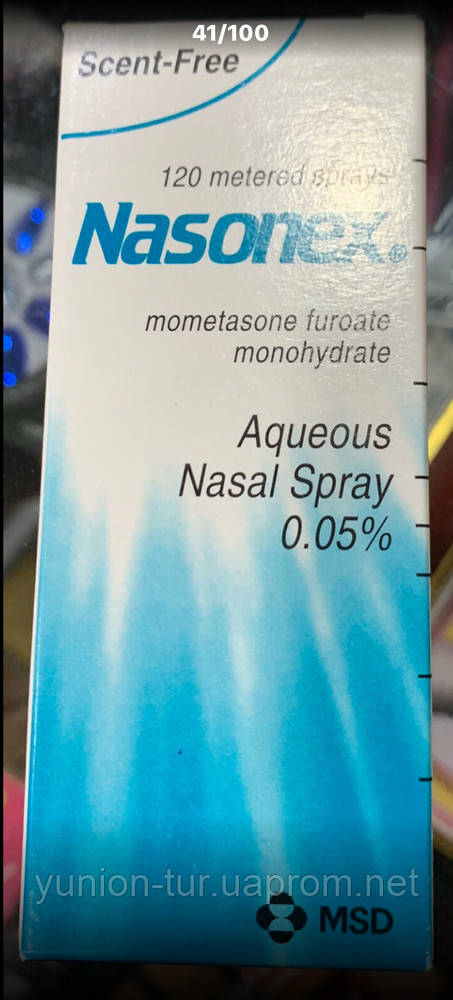 41/100
Scent-Free
120 metered sprays
Nasonex®
mometasone furoate
monohydrate
Aqueous
Nasal Spray
0.05%
yunion-tur.uaprom.net
MSD